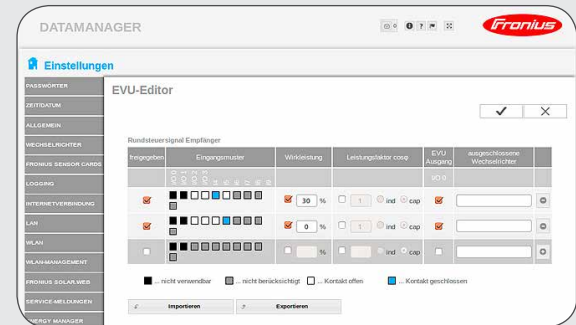 DATAMANAGER
Fronius
Einstellungen
PASSWÖRTER
ZEIT/DATUM
ALLGEMEIN
WECHSELRICHTER
FRONIUS SENSOR CARDS
LOGGING
INTERNETVERBINDUNG
LAN
WLAN
WLAN-MANAGEMENT
FRONIUS SOLAR.WEB
SERVICE-MELDUNGEN
ENERGY MANAGER
EVU-Editor
Rundsteuersignal Empfänger
freigegeben Eingangsmuster Wirkleistung Leistungsfaktor cosφ EVU Ausgang ausgeschlossene Wechselrichter
I/O 0
30 % 1 ind cap
0 % 1 ind cap
% ind cap
... nicht verwendbar ... nicht berücksichtigt ... Kontakt offen ... Kontakt geschlossen
Importieren Exportieren